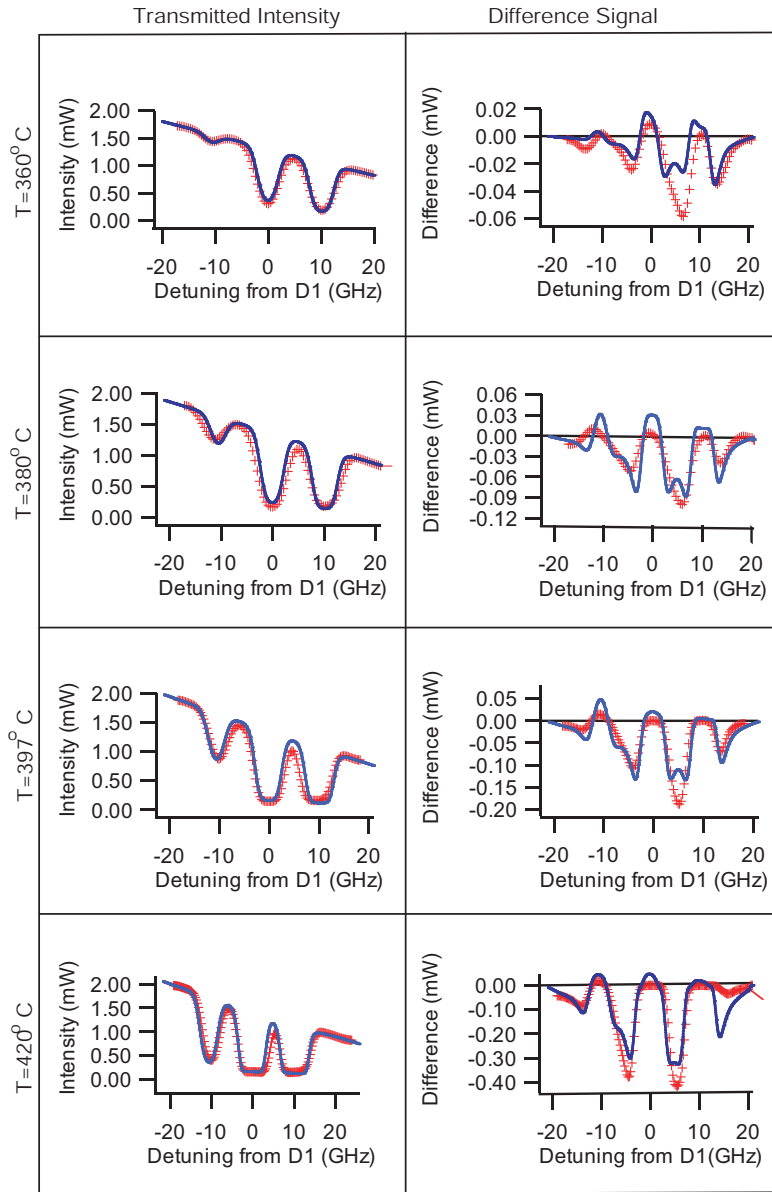 Transmitted Intensity
Difference Signal
T=360° C
Intensity (mW)
2.00
1.50
1.00
0.50
0.00
-20 -10 0 10 20
Detuning from D1 (GHz)
Difference (mW)
0.02
0.00
-0.02
-0.04
-0.06
-20 -10 0 10 20
Detuning from D1 (GHz)
T=380° C
Intensity (mW)
2.00
1.50
1.00
0.50
0.00
-20 -10 0 10 20
Detuning from D1 (GHz)
Difference (mW)
0.06
0.03
0.00
-0.03
-0.06
-0.09
-0.12
-20 -10 0 10 20
Detuning from D1 (GHz)
T=397° C
Intensity (mW)
2.00
1.50
1.00
0.50
0.00
-20 -10 0 10 20
Detuning from D1 (GHz)
Difference (mW)
0.05
0.00
-0.05
-0.10
-0.15
-0.20
-20 -10 0 10 20
Detuning from D1 (GHz)
T=420° C
Intensity (mW)
2.00
1.50
1.00
0.50
0.00
-20 -10 0 10 20
Detuning from D1 (GHz)
Difference (mW)
0.00
-0.10
-0.20
-0.30
-0.40
-20 -10 0 10 20
Detuning from D1(GHz)